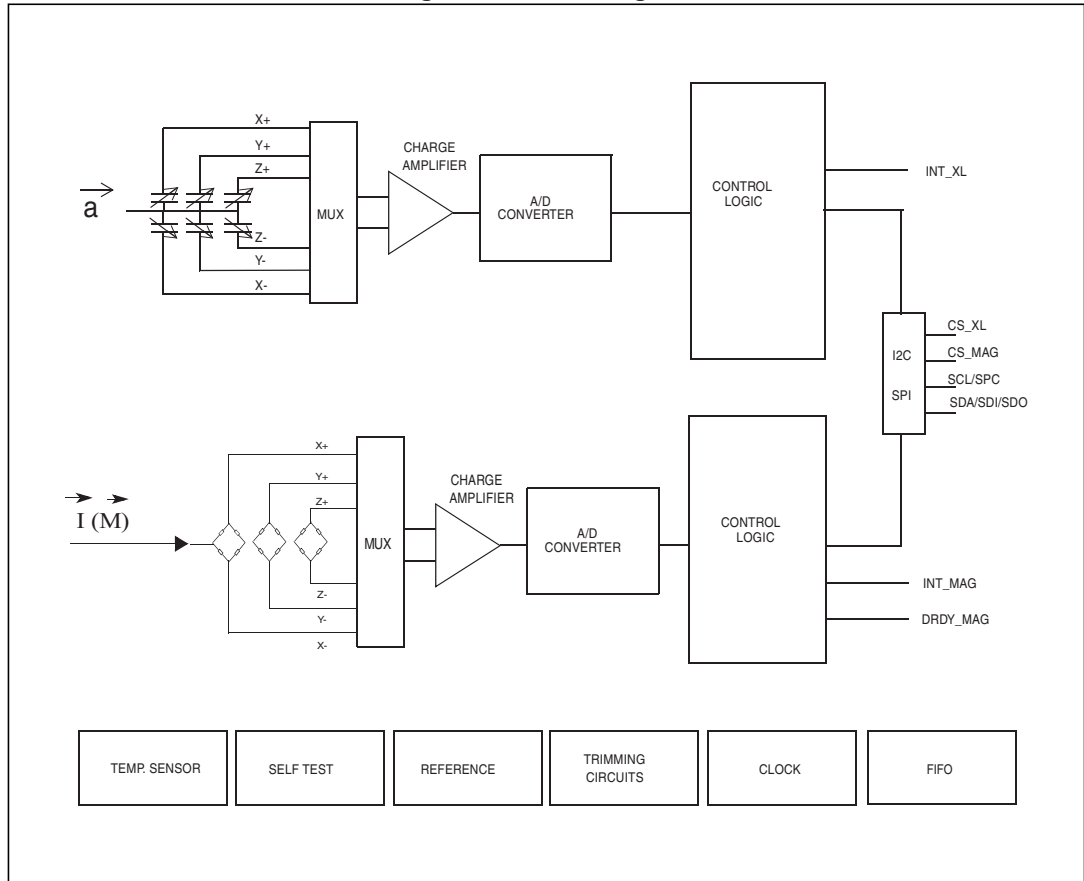 X+
Y+
Z+
a
Z-
Y-
X-
MUX
CHARGE
AMPLIFIER
A/D
CONVERTER
CONTROL
LOGIC
INT_XL
I2C
SPI
CS_XL
CS_MAG
SCL/SPC
SDA/SDI/SDO
X+
Y+
Z+
I (M)
Z-
Y-
X-
MUX
CHARGE
AMPLIFIER
A/D
CONVERTER
CONTROL
LOGIC
INT_MAG
DRDY_MAG
TEMP. SENSOR
SELF TEST
REFERENCE
TRIMMING
CIRCUITS
CLOCK
FIFO